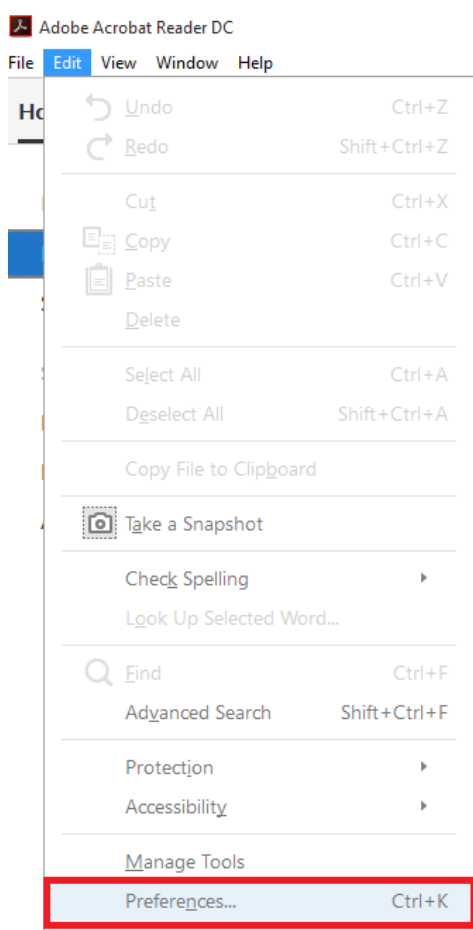 Adobe Acrobat Reader DC
File Edit View Window Help
Undo Ctrl+Z
Redo Shift+Ctrl+Z
Cut Ctrl+X
Copy Ctrl+C
Paste Ctrl+V
Delete
Select All Ctrl+A
Deselect All Shift+Ctrl+A
Copy File to Clipboard
Take a Snapshot
Check Spelling
Look Up Selected Word...
Find Ctrl+F
Advanced Search Shift+Ctrl+F
Protection
Accessibility
Manage Tools
Preferences... Ctrl+K